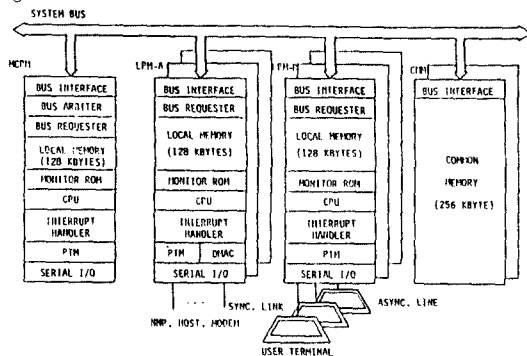 SYSTEM BUS
MCPM
BUS INTERFACE
BUS ARBITER
BUS REQUESTER
LOCAL MEMORY
(128 KBYTES)
MONITOR ROM
CPU
INTERRUPT
HANDLER
PTM
SERIAL I/O
LPM-A
BUS INTERFACE
BUS REQUESTER
LOCAL MEMORY
(128 KBYTES)
MONITOR ROM
CPU
INTERRUPT
HANDLER
PTM
DMAC
SERIAL I/O
SYNC. LINK
NMP, HOST, MODEM
BUS INTERFACE
BUS REQUESTER
LOCAL MEMORY
(128 KBYTES)
MONITOR ROM
CPU
INTERRUPT
HANDLER
PTM
SERIAL I/O
ASYNC. LINE
USER TERMINAL
CMM
BUS INTERFACE
COMMON
MEMORY
(256 KBYTE)